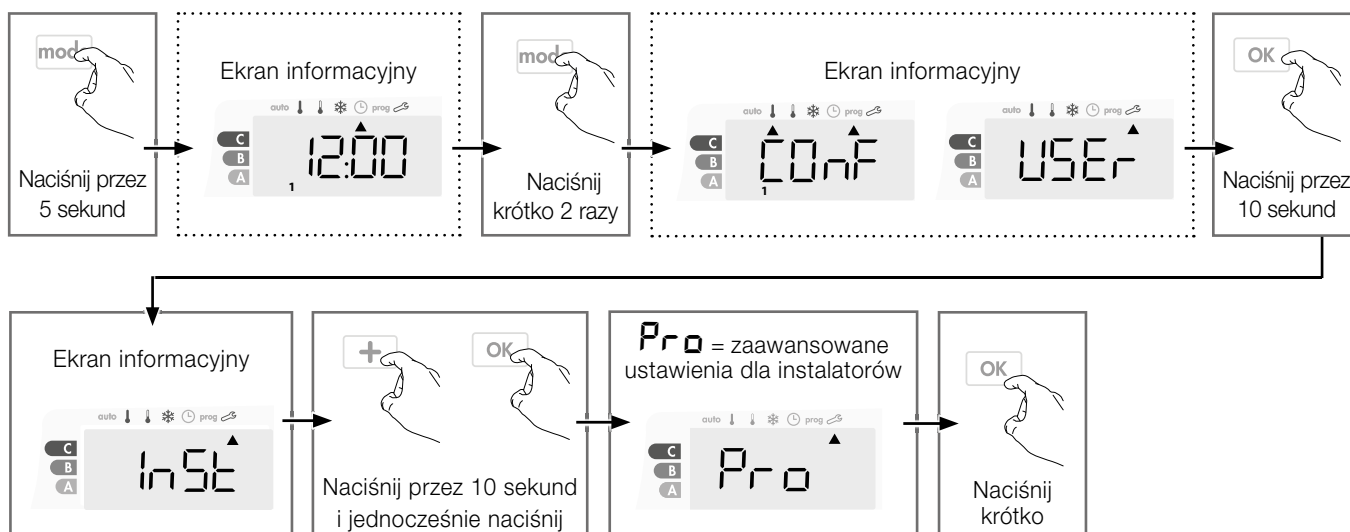 mod
Naciśnij przez
5 sekund
Ekran informacyjny
auto prog
C
B
A
12:00
1
mod
Naciśnij
krótko 2 razy
Ekran informacyjny
auto prog
C
B
A
COnF
1
auto prog
C
B
A
USEr
OK
Naciśnij przez
10 sekund
Ekran informacyjny
auto prog
C
B
A
InSt
+ OK
Naciśnij przez 10 sekund
i jednocześnie naciśnij
Pro = zaawansowane
ustawienia dla instalatorów
auto prog
C
B
A
Pro
OK
Naciśnij
krótko